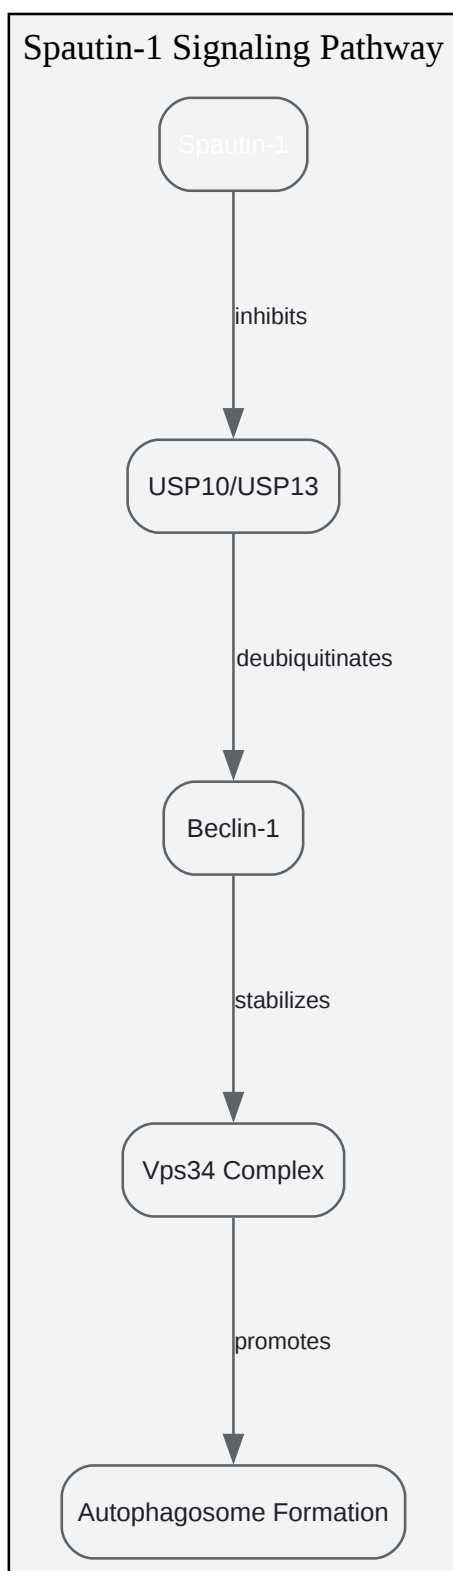 Spautin-1 Signaling Pathway
Spautin-1
inhibits
USP10/USP13
deubiquitinates
Beclin-1
stabilizes
Vps34 Complex
promotes
Autophagosome Formation